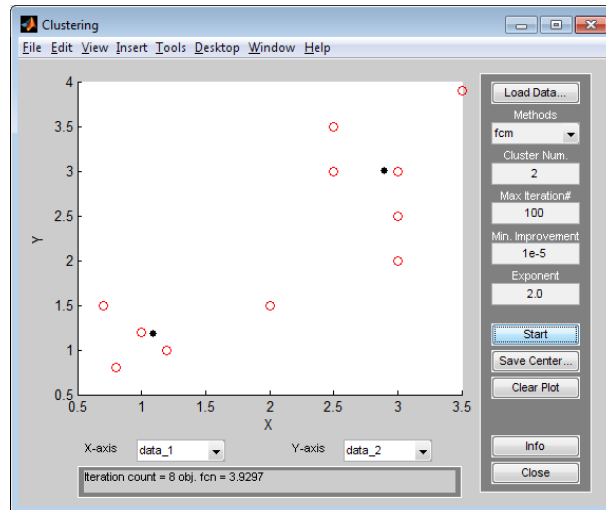 Clustering
File Edit View Insert Tools Desktop Window Help
4
3.5
3
2.5
2
1.5
1
0.5
Y
0.5 1 1.5 2 2.5 3 3.5
X
X-axis data_1 Y-axis data_2
Iteration count = 8 obj. fcn = 3.9297
Load Data...
Methods
fcm
Cluster Num.
2
Max Iteration#
100
Min. Improvement
1e-5
Exponent
2.0
Start
Save Center...
Clear Plot
Info
Close